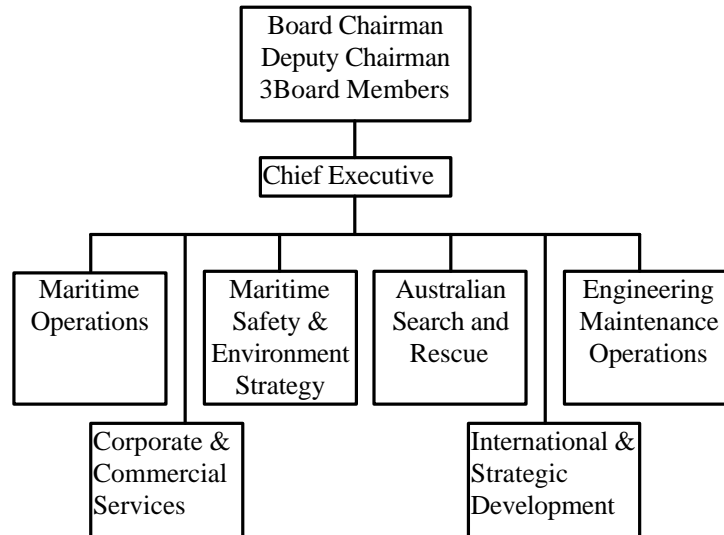 Board Chairman
Deputy Chairman
3Board Members
Chief Executive
Maritime
Operations
Maritime
Safety &
Environment
Strategy
Australian
Search and
Rescue
Engineering
Maintenance
Operations
Corporate &
Commercial
Services
International &
Strategic
Development